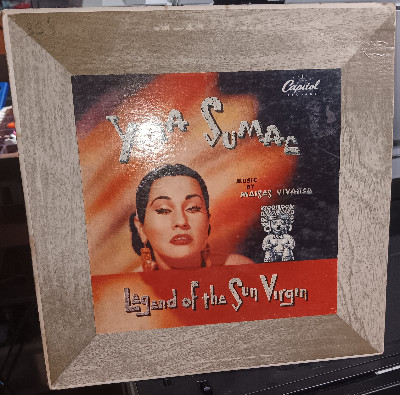 Capitol
RECORDS
YMA SUMAC
MUSIC
BY
MOISES VIVANCO
Legend of the Sun Virgin